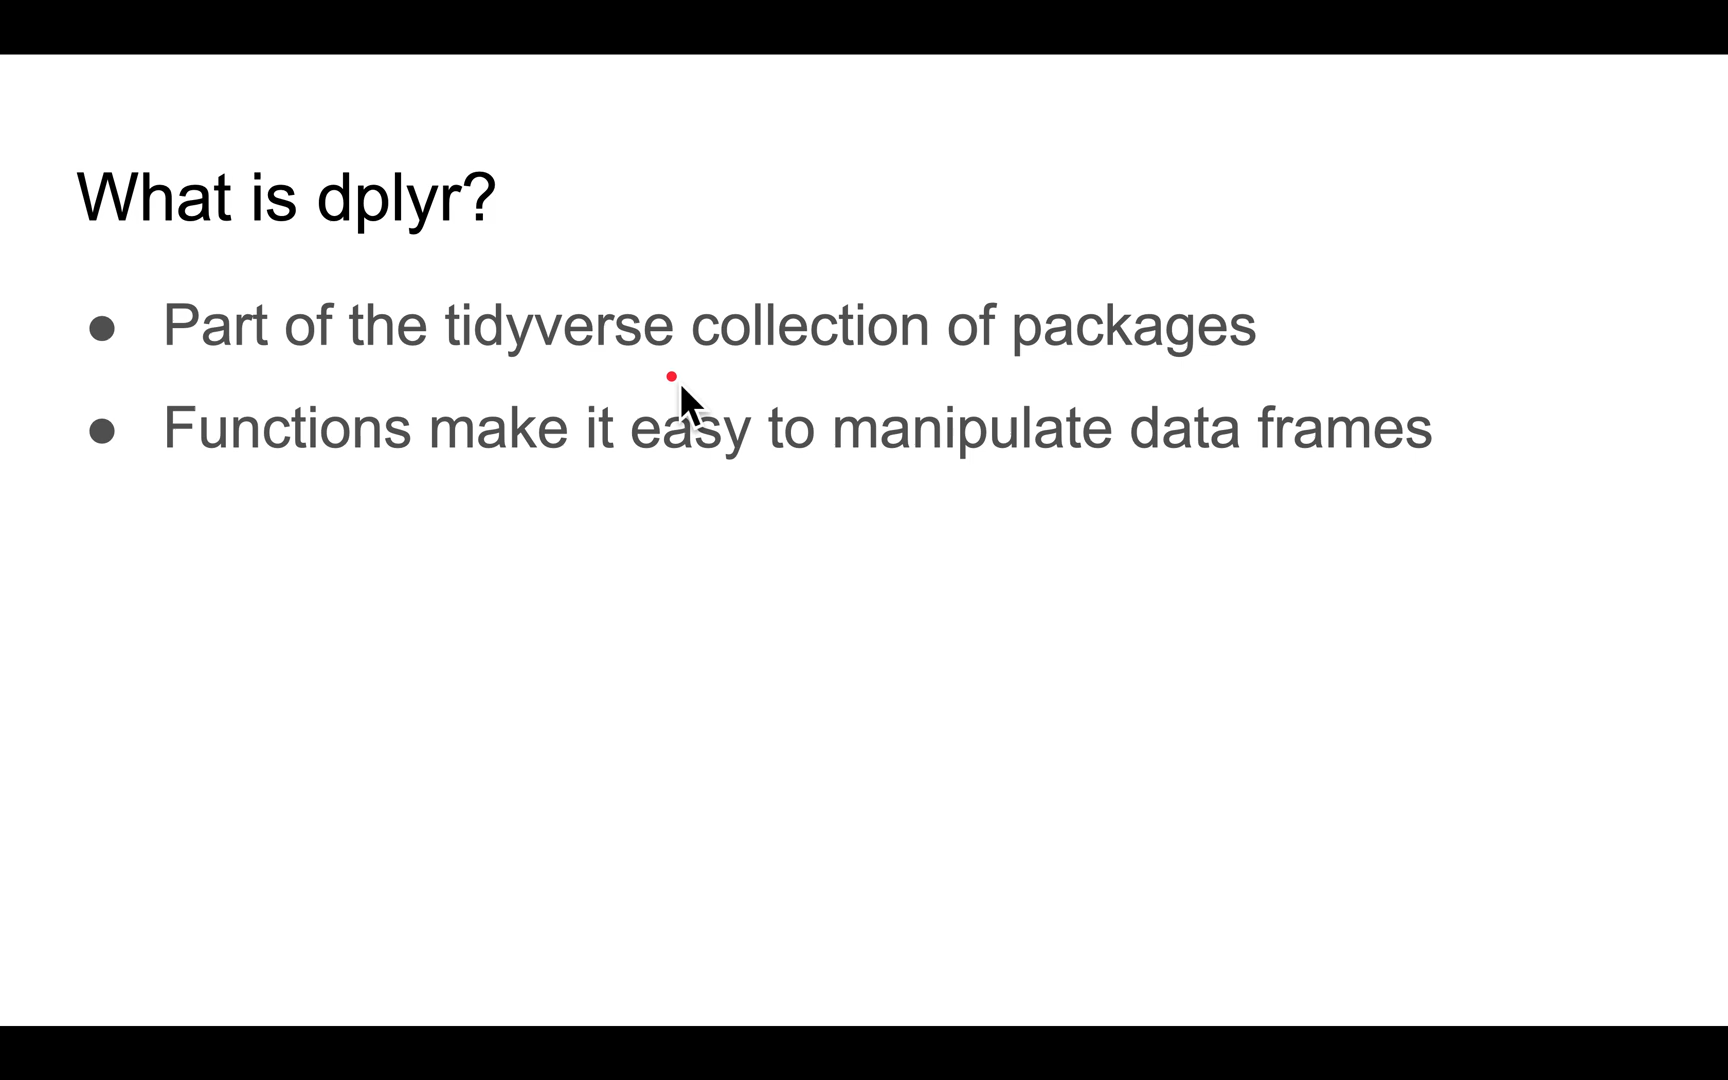 What is dplyr?
● Part of the tidyverse collection of packages
● Functions make it easy to manipulate data frames